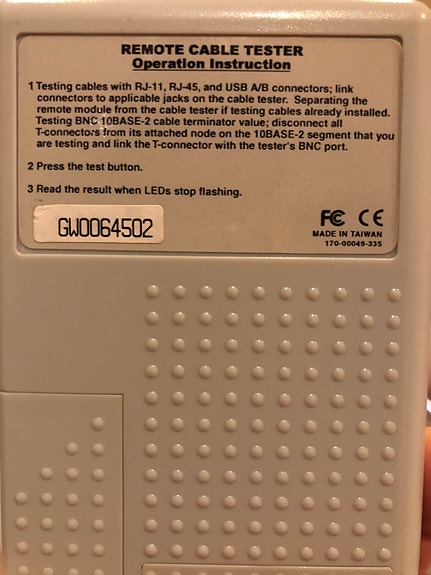 REMOTE CABLE TESTER
Operation Instruction
1 Testing cables with RJ-11, RJ-45, and USB A/B connectors; link
connectors to applicable jacks on the cable tester. Separating the
remote module from the cable tester if testing cables already installed.
Testing BNC 10BASE-2 cable terminator value; disconnect all
T-connectors from its attached node on the 10BASE-2 segment that you
are testing and link the T-connector with the tester's BNC port.
2 Press the test button.
3 Read the result when LEDs stop flashing.
GW0064502
FC CE
MADE IN TAIWAN
170-00049-335